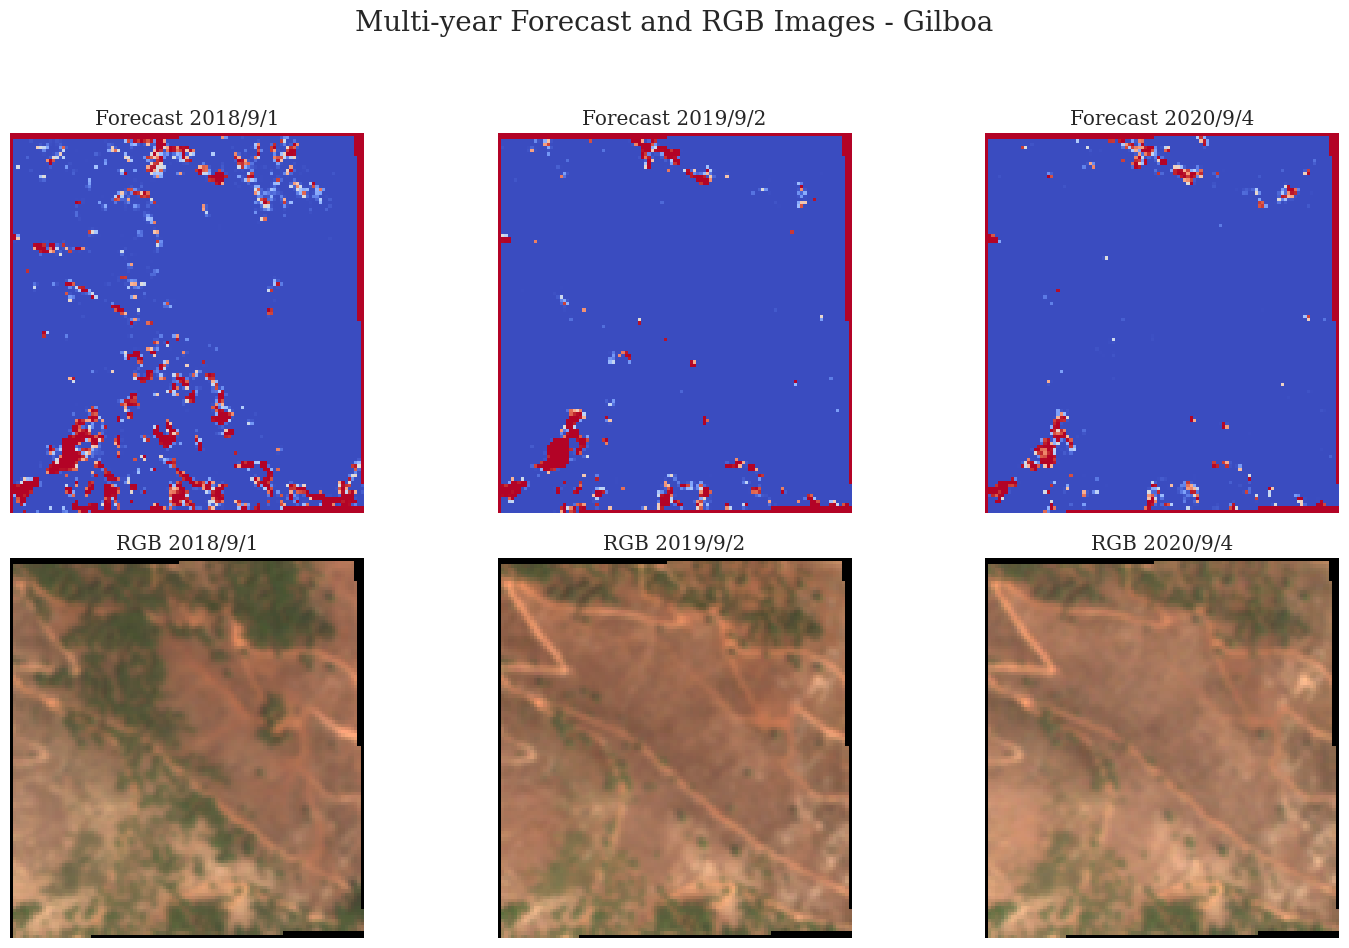 Multi-year Forecast and RGB Images - Gilboa
Forecast 2018/9/1
Forecast 2019/9/2
Forecast 2020/9/4
RGB 2018/9/1
RGB 2019/9/2
RGB 2020/9/4